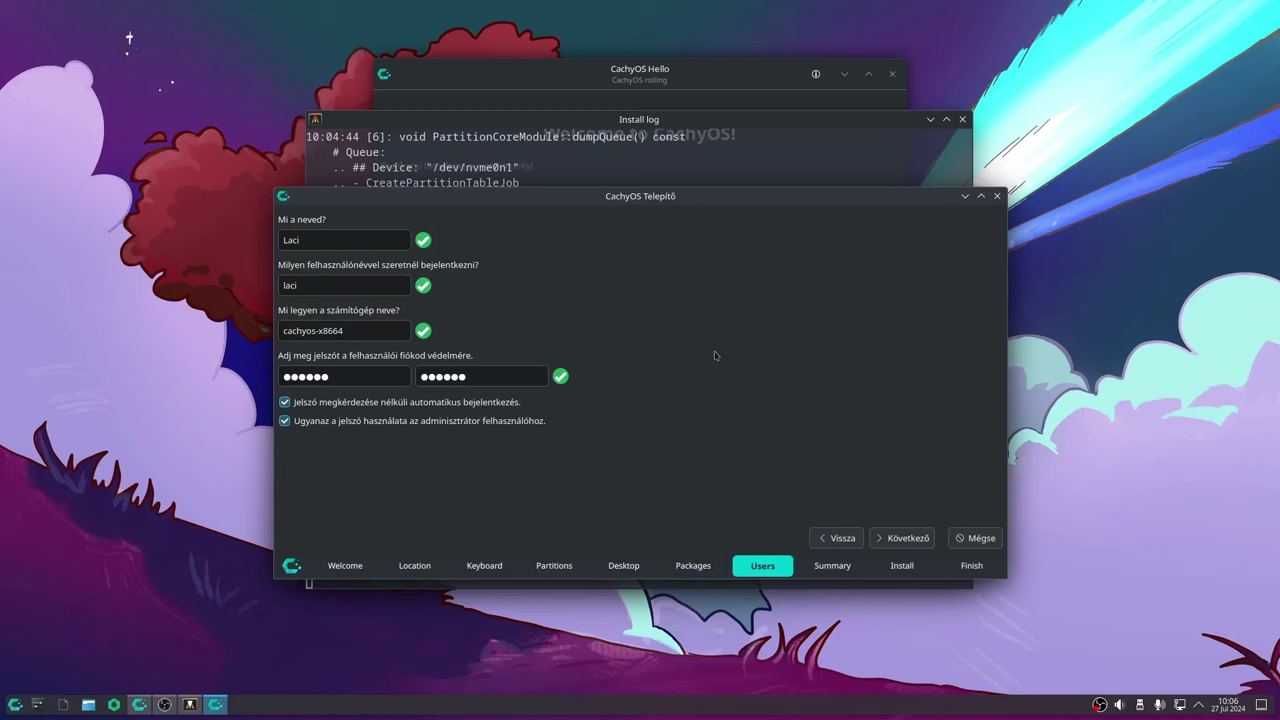 CachyOS Hello
CachyOS rolling
Install log
10:04:44 [6]: void PartitionCoreModule::dumpQueue() const
Welcome to CachyOS!
# Queue:
.. ## Device: "/dev/nvme0n1"
.. - CreatePartitionTableJob
CachyOS Telepítő
Mi a neved?
Laci
Milyen felhasználónévvel szeretnél bejelentkezni?
laci
Mi legyen a számítógép neve?
cachyos-x8664
Adj meg jelszót a felhasználói fiókod védelmére.
●●●●●● ●●●●●●
Jelszó megkérdezése nélküli automatikus bejelentkezés.
Ugyanaz a jelszó használata az adminisztrátor felhasználóhoz.
Vissza Következő Mégse
Welcome Location Keyboard Partitions Desktop Packages Users Summary Install Finish
10:06
27 Jul 2024